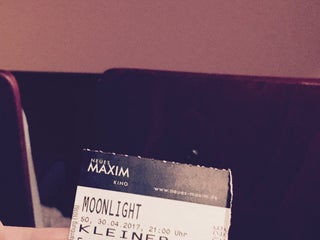 NEUES
MAXIM
KINO
www.neues-maxim.de
MOONLIGHT
SO, 30.04.2017, 21:00 Uhr
KLEINER